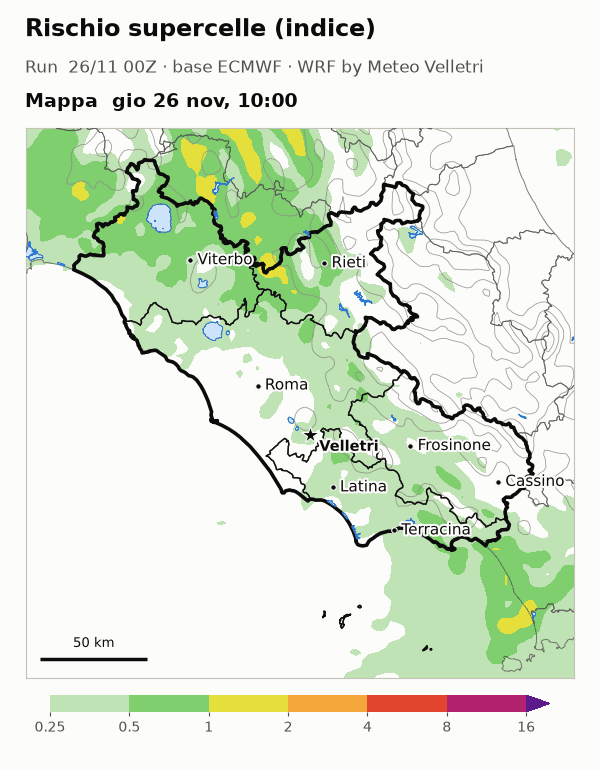 Rischio supercelle (indice)
Run  26/11 00Z · base ECMWF · WRF by Meteo Velletri
Mappa  gio 26 nov, 10:00
Viterbo
Rieti
Roma
Velletri
Frosinone
Latina
Cassino
Terracina
50 km
0.25 0.5 1 2 4 8 16